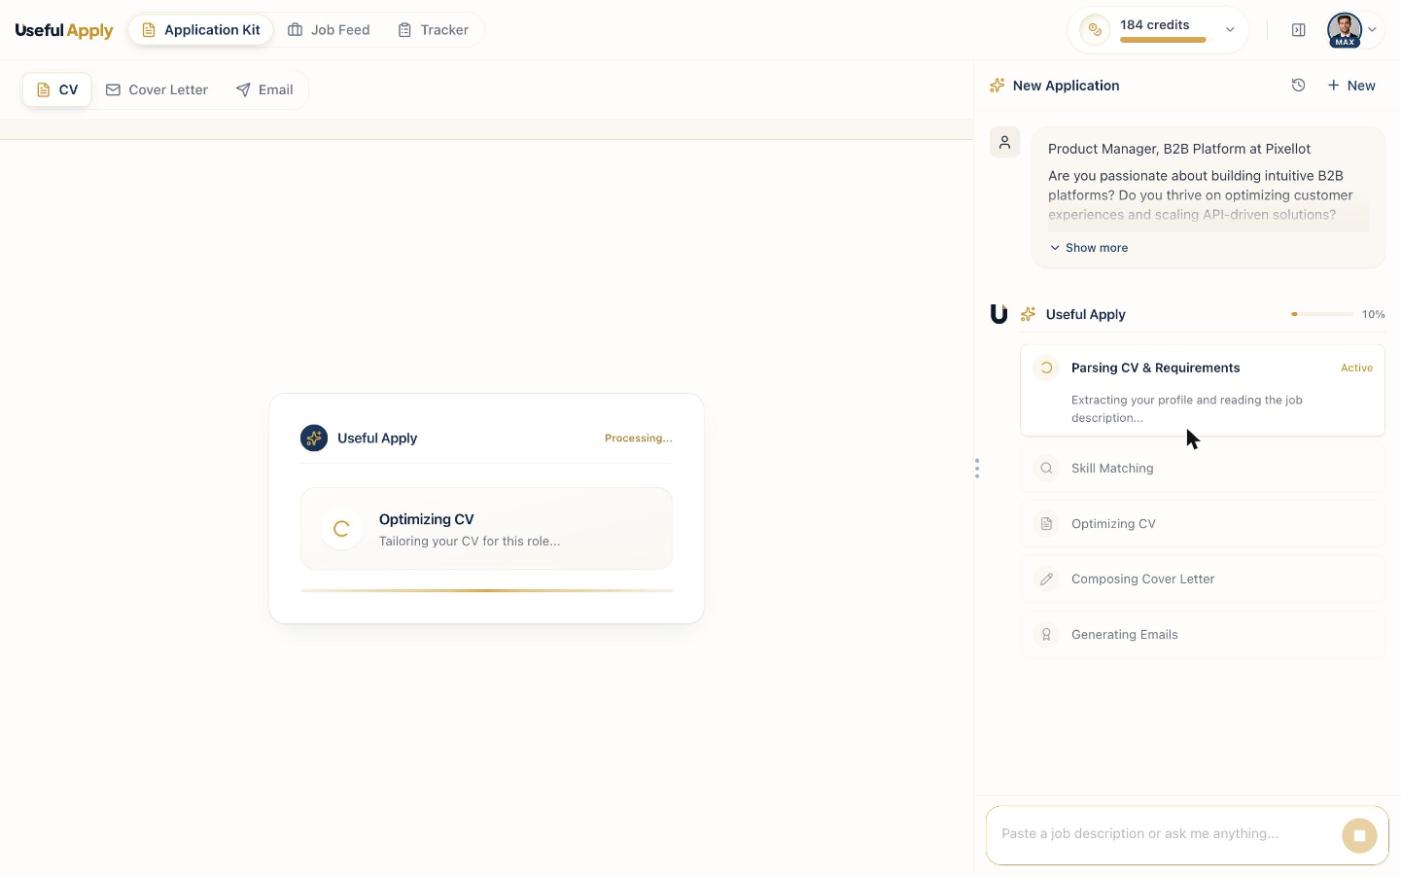 Useful Apply
Application Kit
Job Feed
Tracker
184 credits
MAX
CV
Cover Letter
Email
New Application
New
Product Manager, B2B Platform at Pixellot
Are you passionate about building intuitive B2B
platforms? Do you thrive on optimizing customer
experiences and scaling API-driven solutions?
Show more
Useful Apply
10%
Parsing CV & Requirements
Active
Extracting your profile and reading the job
description...
Skill Matching
Optimizing CV
Composing Cover Letter
Generating Emails
Useful Apply
Processing...
Optimizing CV
Tailoring your CV for this role...
Paste a job description or ask me anything...